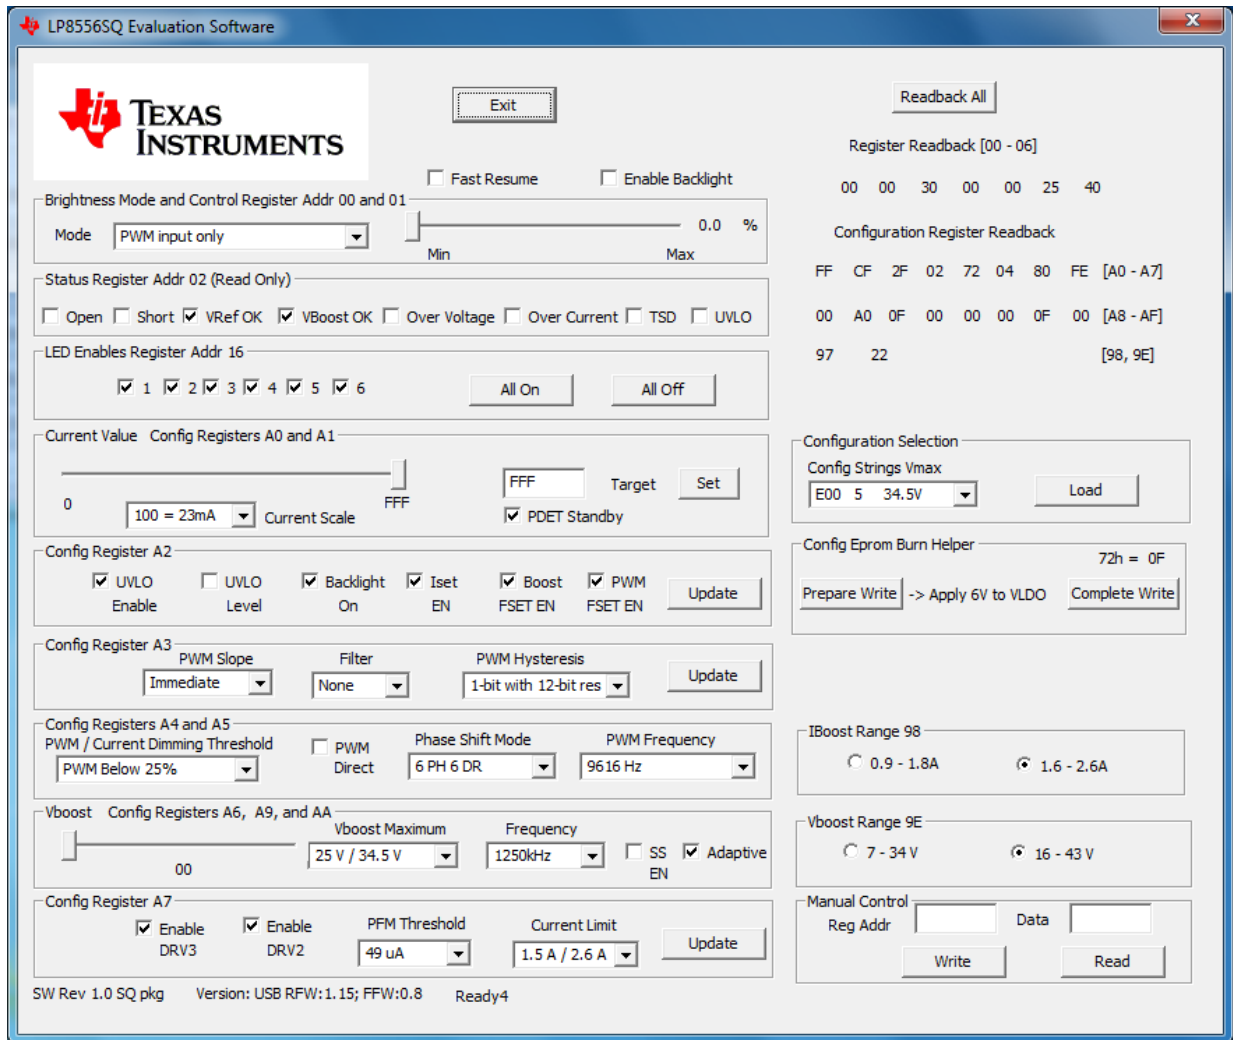 LP8556SQ Evaluation Software
x
TEXAS
INSTRUMENTS
Exit
Fast Resume Enable Backlight
Brightness Mode and Control Register Addr 00 and 01
Mode PWM input only
0.0 %
Min Max
Status Register Addr 02 (Read Only)
Open Short VRef OK VBoost OK Over Voltage Over Current TSD UVLO
LED Enables Register Addr 16
1 2 3 4 5 6 All On All Off
Current Value Config Registers A0 and A1
0 FFF
100 = 23mA Current Scale
FFF Target Set
PDET Standby
Config Register A2
UVLO Enable
UVLO Level
Backlight On
Iset EN
Boost FSET EN
PWM FSET EN
Update
Config Register A3
PWM Slope Filter PWM Hysteresis
Immediate None 1-bit with 12-bit res Update
Config Registers A4 and A5
PWM / Current Dimming Threshold
PWM Below 25%
PWM Direct
Phase Shift Mode
6 PH 6 DR
PWM Frequency
9616 Hz
Vboost Config Registers A6, A9, and AA
00
Vboost Maximum
25 V / 34.5 V
Frequency
1250kHz
SS EN
Adaptive
Config Register A7
Enable DRV3
Enable DRV2
PFM Threshold
49 uA
Current Limit
1.5 A / 2.6 A
Update
SW Rev 1.0 SQ pkg Version: USB RFW:1.15; FFW:0.8 Ready4
Readback All
Register Readback [00 - 06]
00 00 30 00 00 25 40
Configuration Register Readback
FF CF 2F 02 72 04 80 FE [A0 - A7]
00 A0 0F 00 00 00 0F 00 [A8 - AF]
97 22 [98, 9E]
Configuration Selection
Config Strings Vmax
E00 5 34.5V Load
Config Eprom Burn Helper
72h = 0F
Prepare Write -> Apply 6V to VLDO Complete Write
IBoost Range 98
0.9 - 1.8A 1.6 - 2.6A
Vboost Range 9E
7 - 34 V 16 - 43 V
Manual Control
Reg Addr Data
Write Read